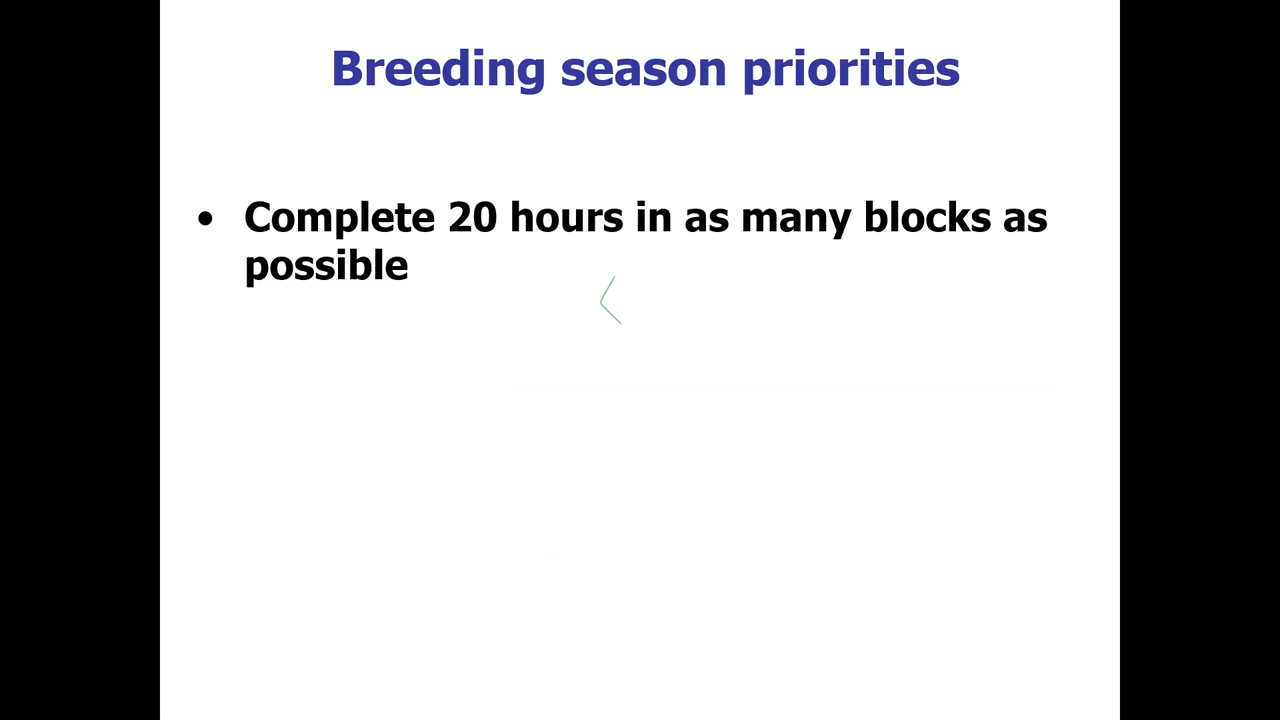 Breeding season priorities
• Complete 20 hours in as many blocks as
possible